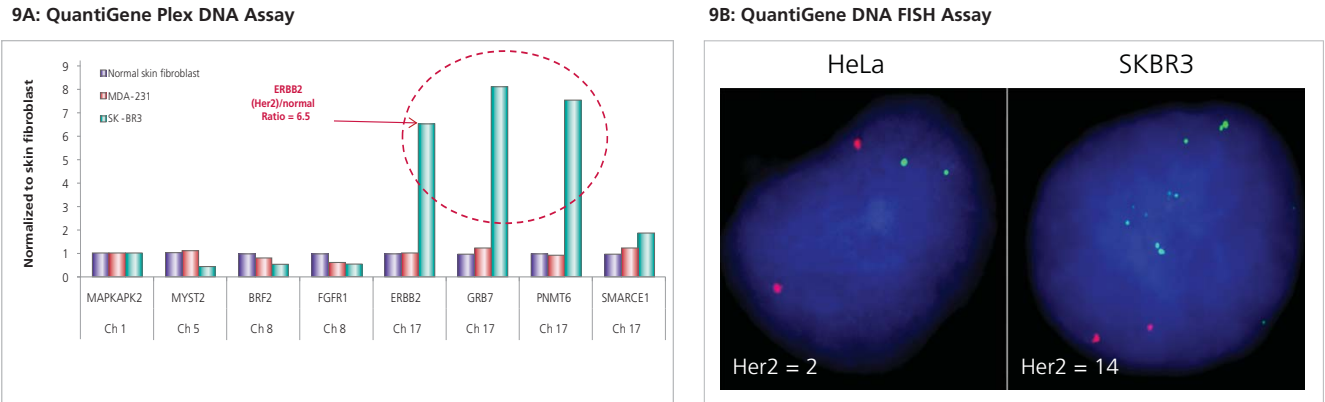 9A: QuantiGene Plex DNA Assay
Normalized to skin fibroblast
9
8
7
6
5
4
3
2
1
0
Normal skin fibroblast
MDA-231
SK -BR3
ERBB2
(Her2)/normal
Ratio = 6.5
MAPKAPK2 MYST2 BRF2 FGFR1 ERBB2 GRB7 PNMT6 SMARCE1
Ch 1 Ch 5 Ch 8 Ch 8 Ch 17 Ch 17 Ch 17 Ch 17
9B: QuantiGene DNA FISH Assay
HeLa SKBR3
Her2 = 2 Her2 = 14